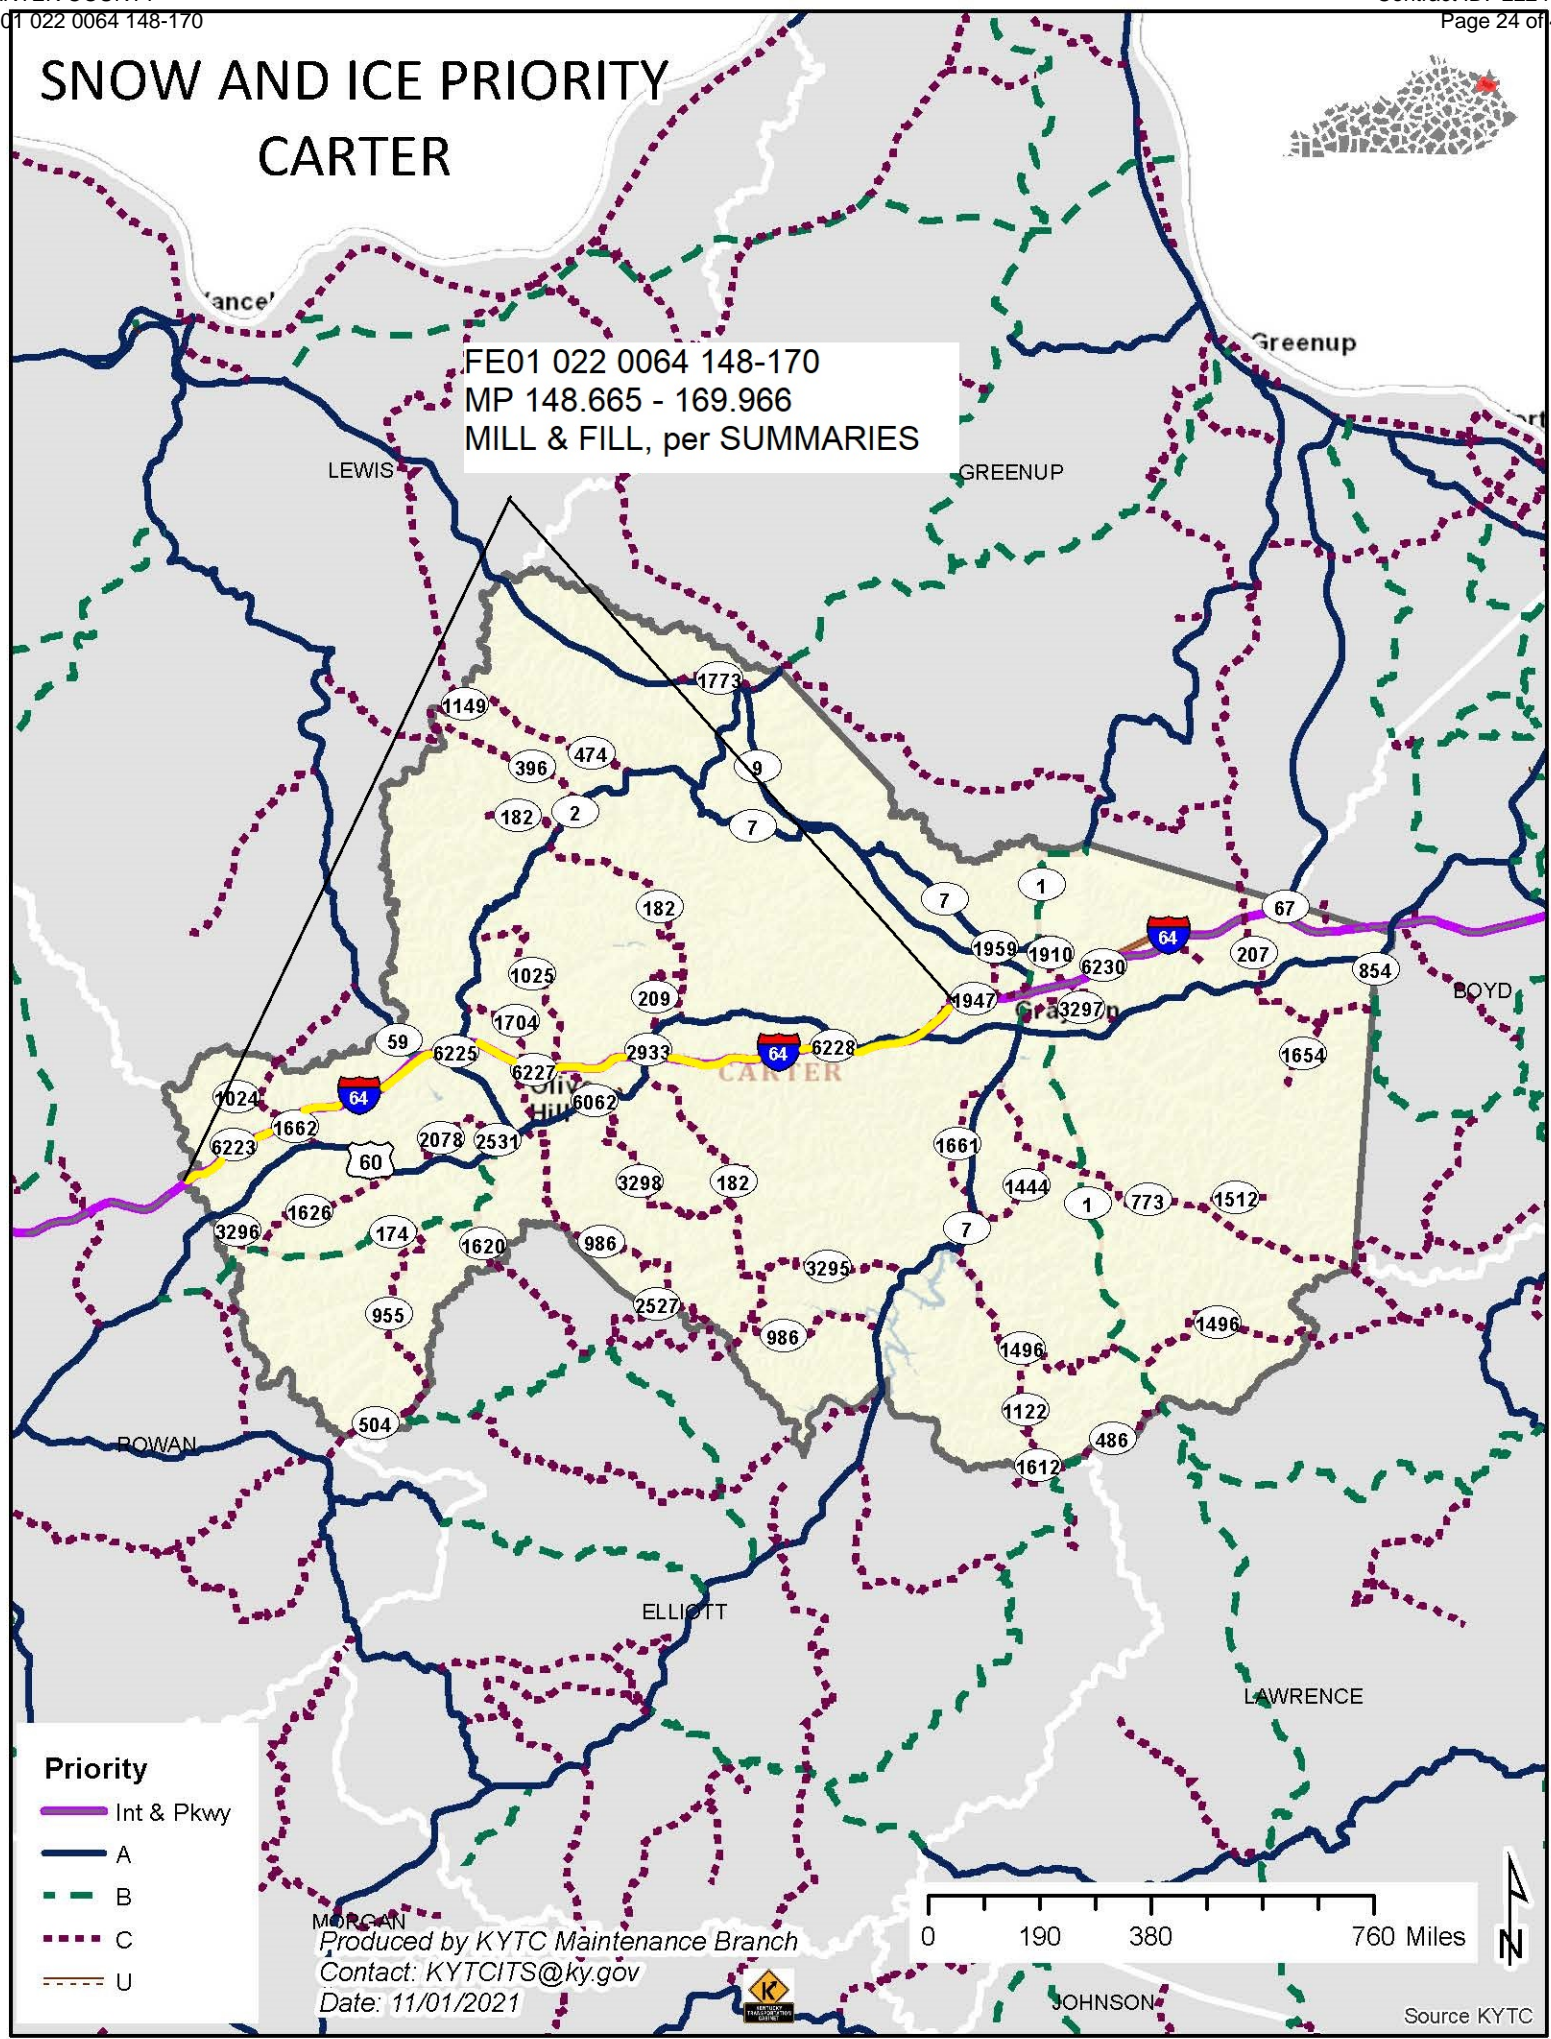 01 022 0064 148-170
Page 24 of
SNOW AND ICE PRIORITY
CARTER
Greenup
FE01 022 0064 148-170
MP 148.665 - 169.966
MILL & FILL, per SUMMARIES
LEWIS
GREENUP
1773
1149
474
396
9
182
2
7
1
7
182
67
64
1959
1910
207
6230
854
1025
BOYD
209
1947
3297
Grayson
1704
59
6225
2933
64
6228
1654
6227
CARTER
Olive
Hill
1024
64
6062
1662
6223
2078
2531
1661
60
3298
182
1444
1
773
1512
1626
3296
174
1620
986
7
3295
2527
955
986
1496
1496
504
1122
486
ROWAN
1612
ELLIOTT
LAWRENCE
Priority
Int & Pkwy
A
B
C
U
MORGAN
Produced by KYTC Maintenance Branch
Contact: KYTCITS@ky.gov
Date: 11/01/2021
KENTUCKY
TRANSPORTATION
CABINET
0 190 380 760 Miles
N
JOHNSON
Source KYTC